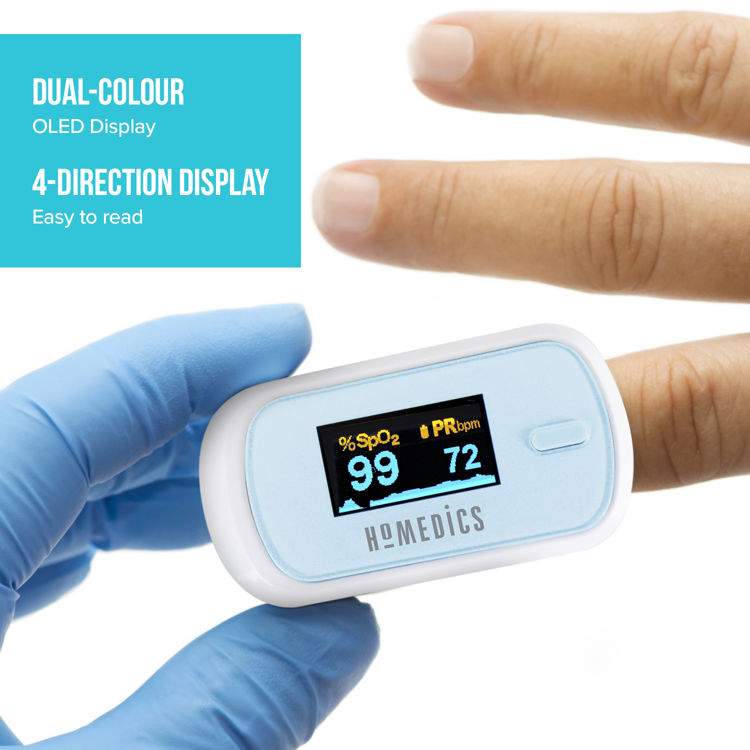 DUAL-COLOUR
OLED Display
4-DIRECTION DISPLAY
Easy to read
%SpO2 PRbpm
99 72
HoMEDICS